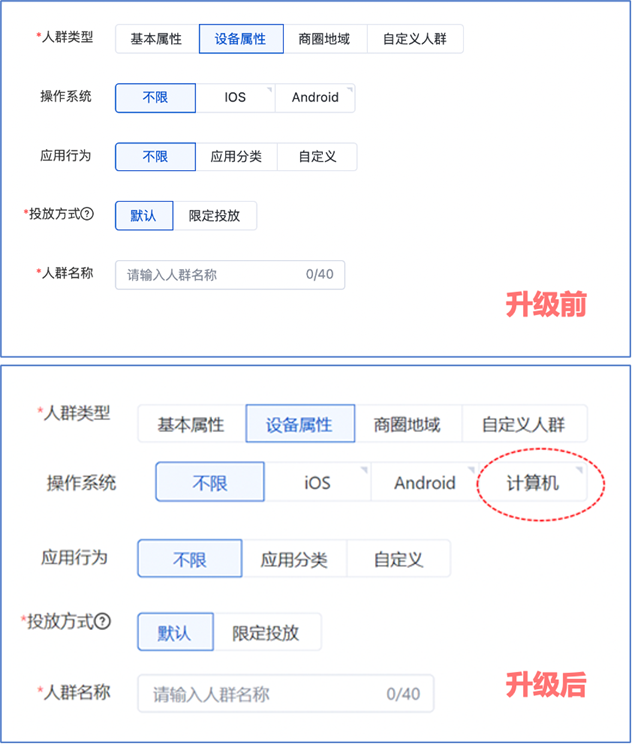 *人群类型 基本属性 设备属性 商圈地域 自定义人群
操作系统 不限 IOS Android
应用行为 不限 应用分类 自定义
*投放方式? 默认 限定投放
*人群名称 请输入人群名称 0/40
升级前
*人群类型 基本属性 设备属性 商圈地域 自定义人群
操作系统 不限 iOS Android 计算机
应用行为 不限 应用分类 自定义
*投放方式? 默认 限定投放
*人群名称 请输入人群名称 0/40
升级后